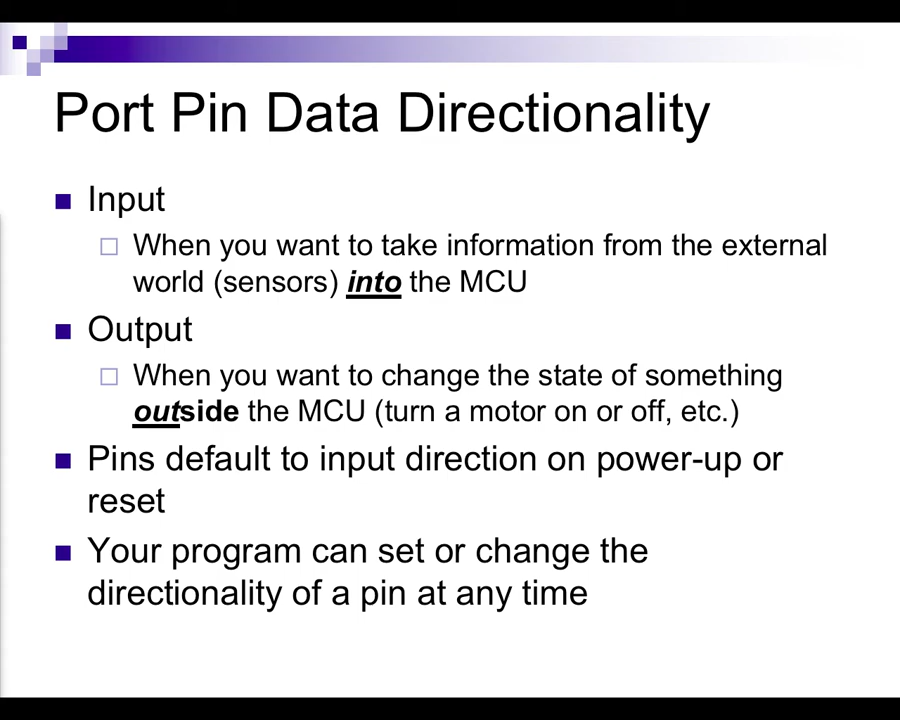 Port Pin Data Directionality
Input
When you want to take information from the external
world (sensors) into the MCU
Output
When you want to change the state of something
outside the MCU (turn a motor on or off, etc.)
Pins default to input direction on power-up or
reset
Your program can set or change the
directionality of a pin at any time